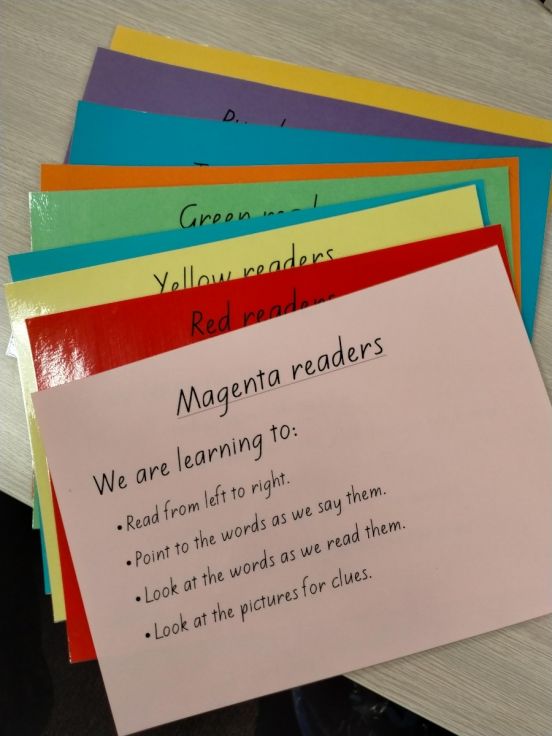 Green
Yellow readers
Red readers
Magenta readers
We are learning to:
• Read from left to right.
• Point to the words as we say them.
• Look at the words as we read them.
• Look at the pictures for clues.